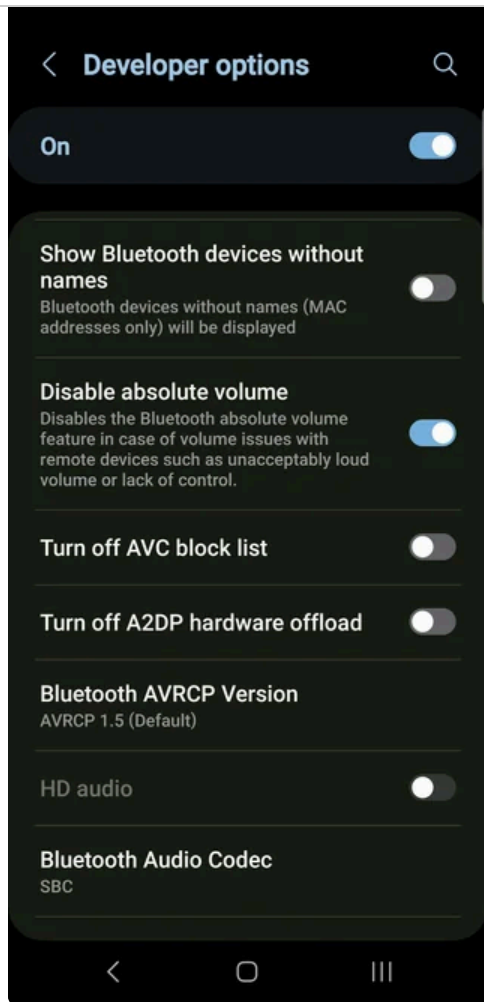 Developer options
On
Show Bluetooth devices without
names
Bluetooth devices without names (MAC
addresses only) will be displayed
Disable absolute volume
Disables the Bluetooth absolute volume
feature in case of volume issues with
remote devices such as unacceptably loud
volume or lack of control.
Turn off AVC block list
Turn off A2DP hardware offload
Bluetooth AVRCP Version
AVRCP 1.5 (Default)
HD audio
Bluetooth Audio Codec
SBC